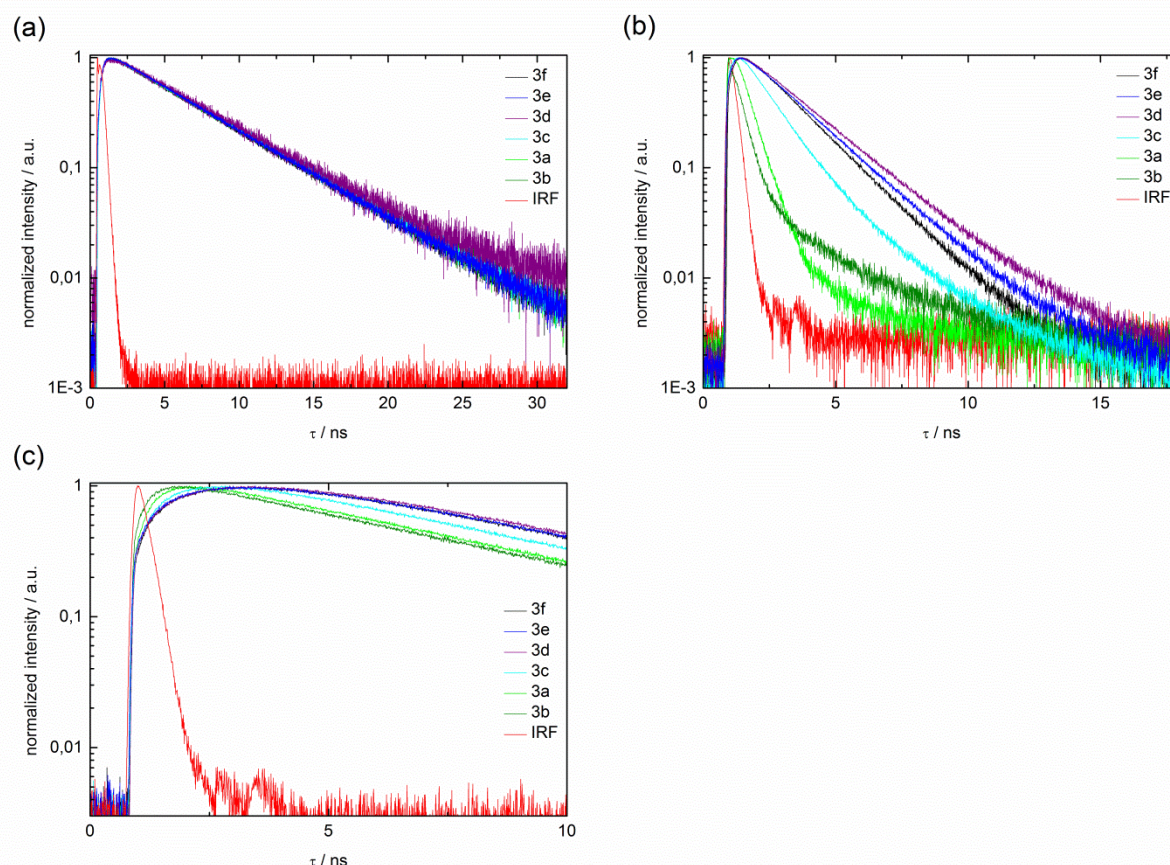 (a)
normalized intensity / a.u.
1
0,1
0,01
1E-3
3f
3e
3d
3c
3a
3b
IRF
0 5 10 15 20 25 30
τ / ns
(b)
normalized intensity / a.u.
1
0,1
0,01
1E-3
3f
3e
3d
3c
3a
3b
IRF
0 5 10 15
τ / ns
(c)
normalized intensity / a.u.
1
0,1
0,01
3f
3e
3d
3c
3a
3b
IRF
0 5 10
τ / ns